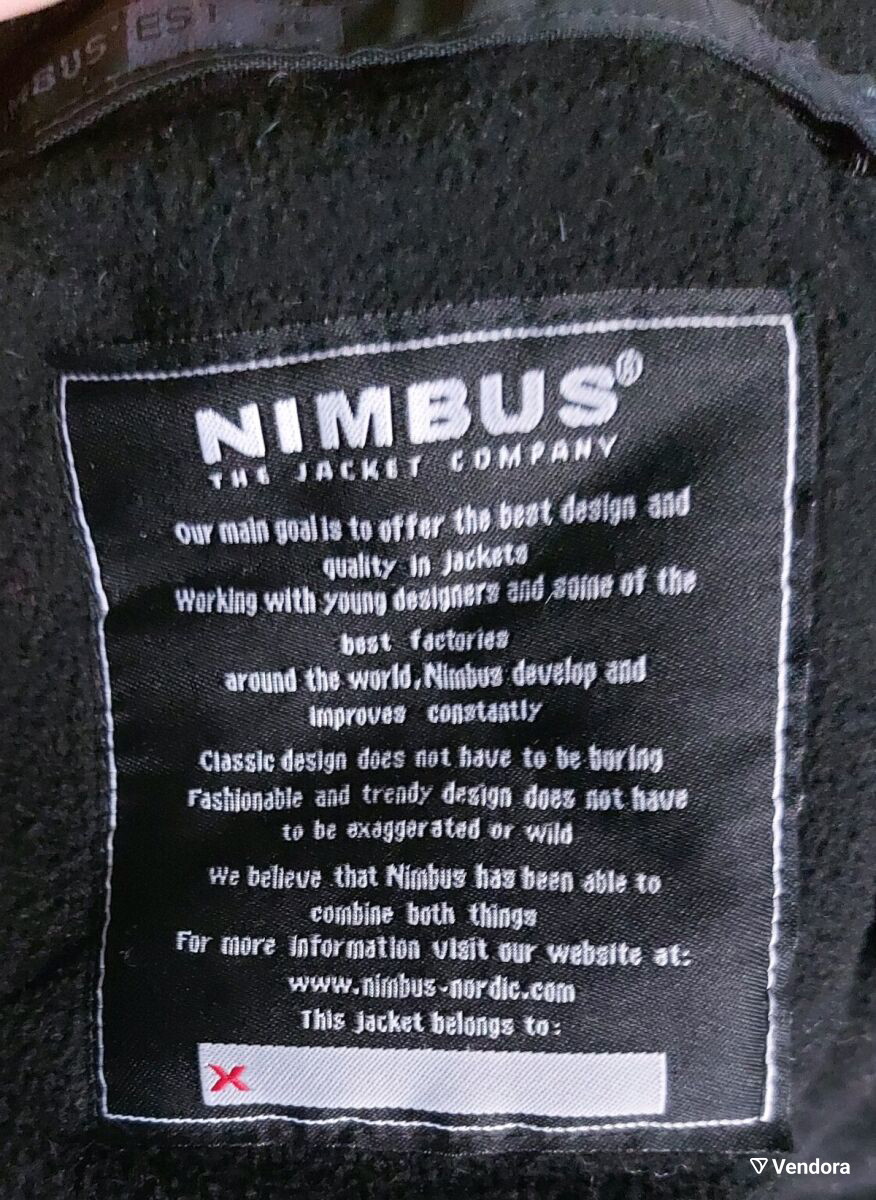 NIMBUS EST
NIMBUS®
THE JACKET COMPANY
Our main goal is to offer the best design and
quality in jackets
Working with young designers and some of the
best factories
around the world, Nimbus develop and
improves constantly
Classic design does not have to be boring
Fashionable and trendy design does not have
to be exaggerated or wild
We believe that Nimbus has been able to
combine both things
For more information visit our website at:
www.nimbus-nordic.com
This jacket belongs to:
X
Vendora